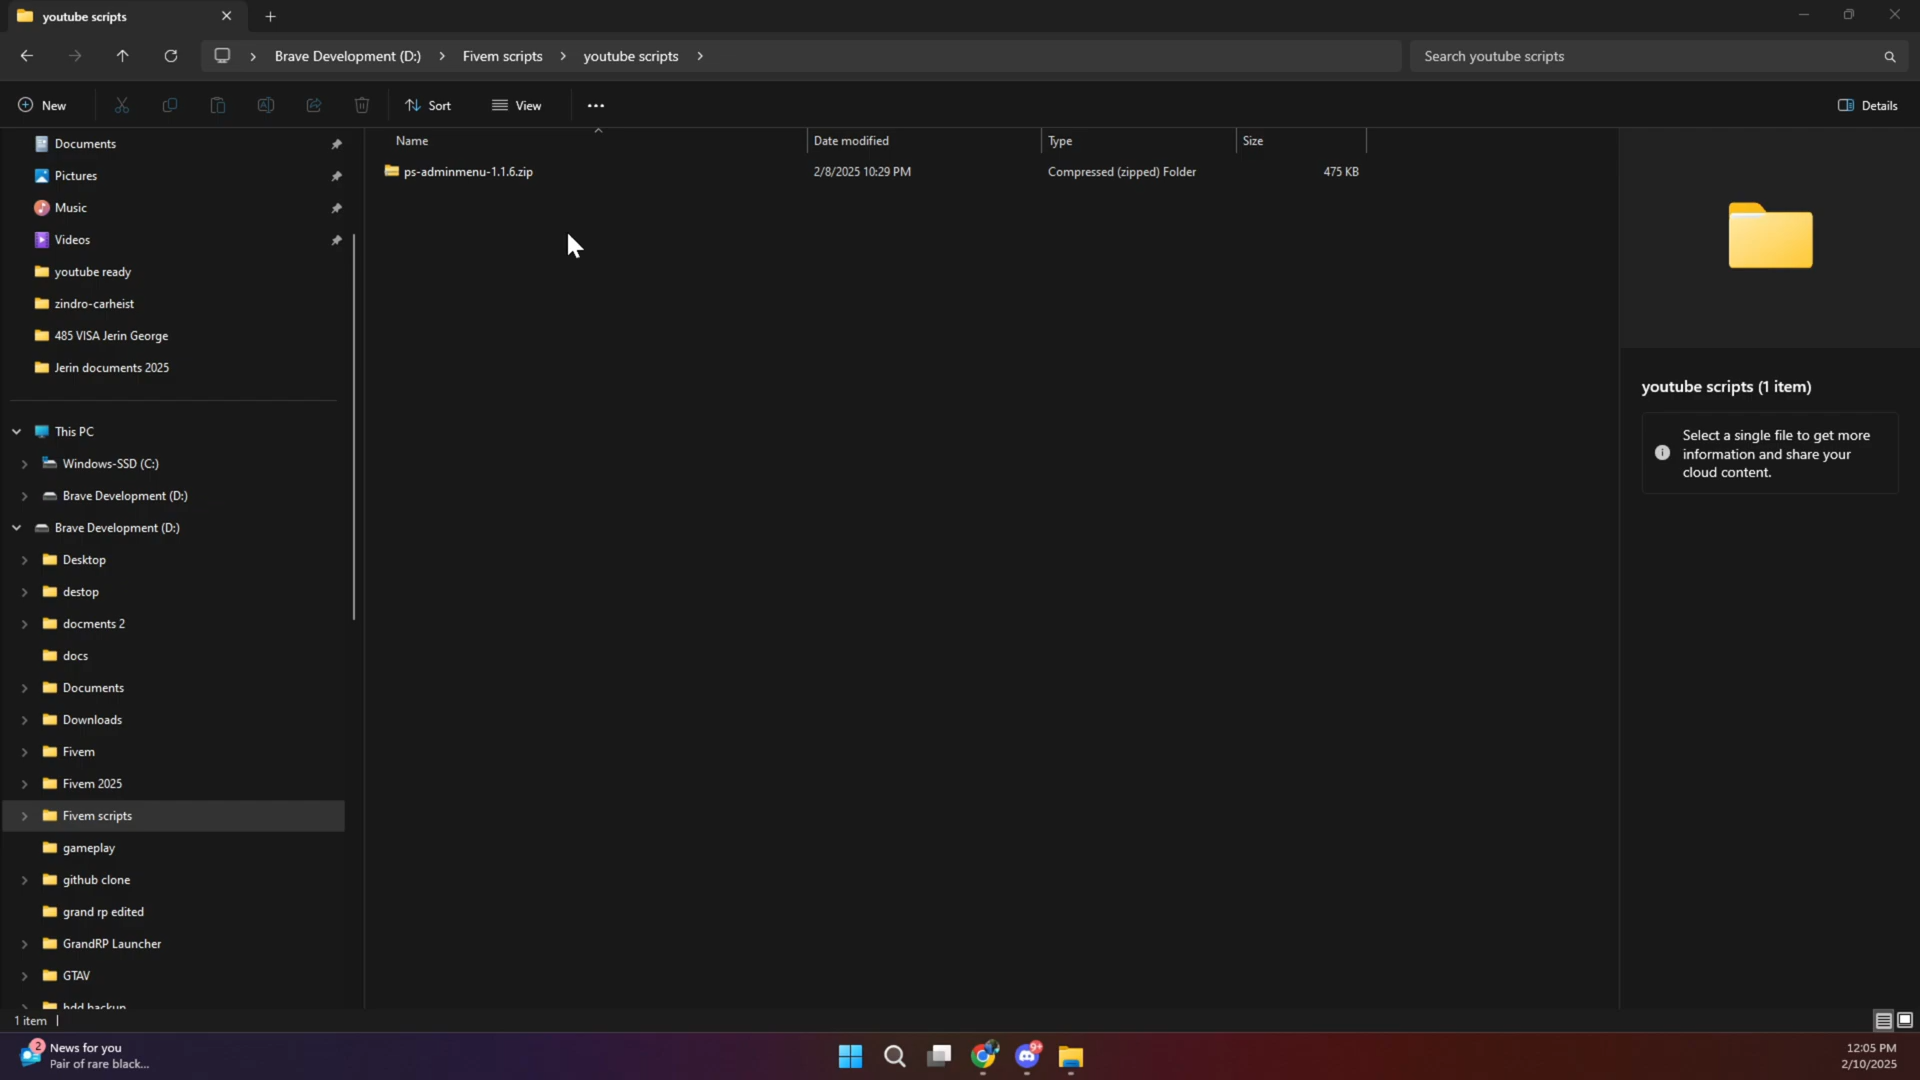 youtube scripts
Brave Development (D:) > Fivem scripts > youtube scripts >
Search youtube scripts
New
Sort
View
Details
Documents
Pictures
Music
Videos
youtube ready
zindro-carheist
485 VISA Jerin George
Jerin documents 2025
This PC
Windows-SSD (C:)
Brave Development (D:)
Brave Development (D:)
Desktop
destop
docments 2
docs
Documents
Downloads
Fivem
Fivem 2025
Fivem scripts
gameplay
github clone
grand rp edited
GrandRP Launcher
GTAV
hdd backup
Name Date modified Type Size
ps-adminmenu-1.1.6.zip 2/8/2025 10:29 PM Compressed (zipped) Folder 475 KB
youtube scripts (1 item)
Select a single file to get more
information and share your
cloud content.
1 item
2
News for you
Pair of rare black...
9+
12:05 PM
2/10/2025